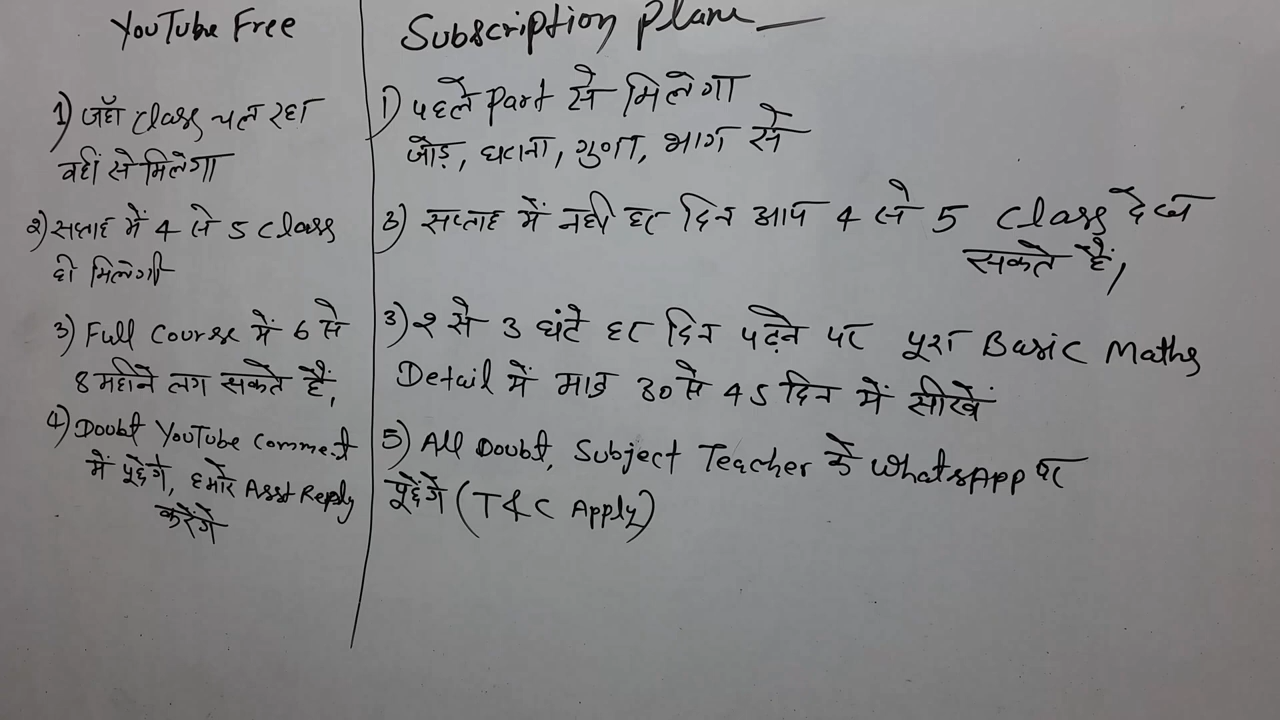 YouTube Free
1) जहाँ class चल रहा
वहीं से मिलेगा
२) सप्ताह में 4 से 5 class
ही मिलेगी
3) Full Course में 6 से
8 महीने लग सकते हैं,
4) Doubt YouTube Comment
में पूछेंगे, हमारे Asst Reply
करेंगे
Subscription Plan
1) पहले Part से मिलेगा
जोड़, घटाना, गुणा, भाग से
2) सप्ताह में नही हर दिन आप 4 से 5 class देख
सकते हैं,
3) २ से 3 घंटे हर दिन पढ़ने पर पूरा Basic Maths
Detail में मात्र 30 से 45 दिन में सीखें
5) All Doubt, Subject Teacher के WhatsApp पर
पूछेंगे (T & C Apply)